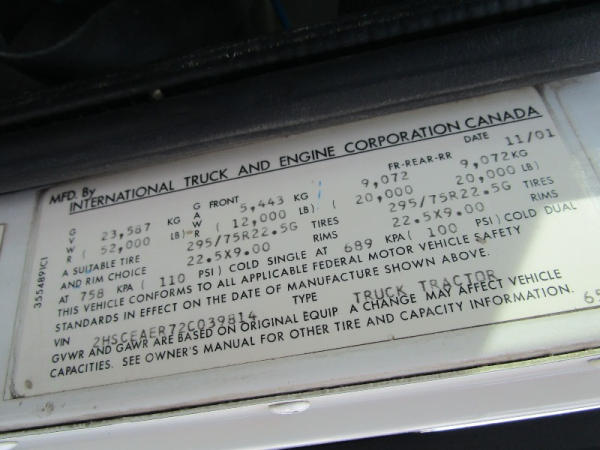 MFD. By INTERNATIONAL TRUCK AND ENGINE CORPORATION CANADA
DATE 11/01
G FRONT FR-REAR-RR
G 23,587 KG A 5,443 KG 9,072 9,072KG
V 52,000 LB) W ( 12,000 LB) ( 20,000 20,000 LB)
R ( R 295/75R22.5G TIRES 295/75R22.5G TIRES
A SUITABLE TIRE 22.5X9.00 RIMS 22.5X9.00 RIMS
AND RIM CHOICE
AT 758 KPA ( 110 PSI) COLD SINGLE AT 689 KPA ( 100 PSI) COLD DUAL
THIS VEHICLE CONFORMS TO ALL APPLICABLE FEDERAL MOTOR VEHICLE SAFETY
STANDARDS IN EFFECT ON THE DATE OF MANUFACTURE SHOWN ABOVE.
VIN 2HSCEAER72C039814 TYPE TRUCK TRACTOR
GVWR AND GAWR ARE BASED ON ORIGINAL EQUIP A CHANGE MAY AFFECT VEHICLE
CAPACITIES. SEE OWNER'S MANUAL FOR OTHER TIRE AND CAPACITY INFORMATION.
3554891C1